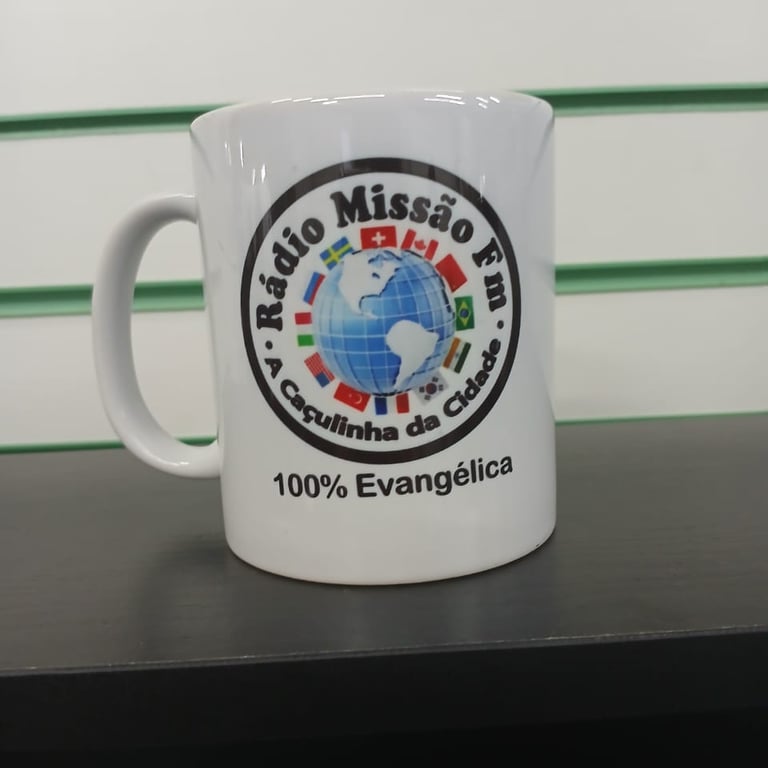 Rádio Missão Fm
A Caçulinha da Cidade
100% Evangélica